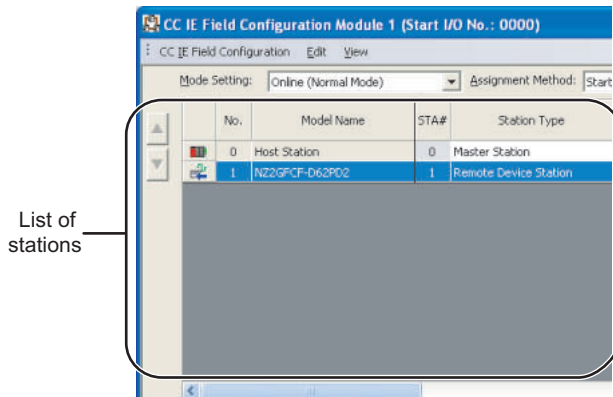 CC IE Field Configuration Module 1 (Start I/O No.: 0000)
CC IE Field Configuration Edit View
Mode Setting: Online (Normal Mode) Assignment Method: Start
No. Model Name STA# Station Type
0 Host Station 0 Master Station
1 NZ2GFCF-D62PD2 1 Remote Device Station
List of
stations